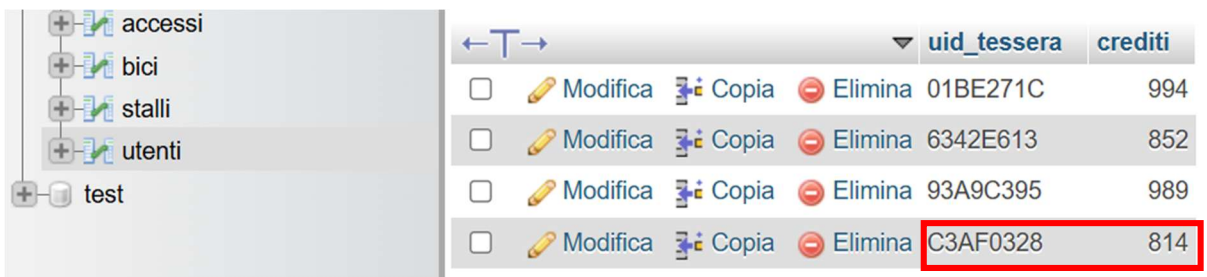 accessi
bici
stalli
utenti
test
←T→ uid_tessera crediti
Modifica Copia Elimina 01BE271C 994
Modifica Copia Elimina 6342E613 852
Modifica Copia Elimina 93A9C395 989
Modifica Copia Elimina C3AF0328 814